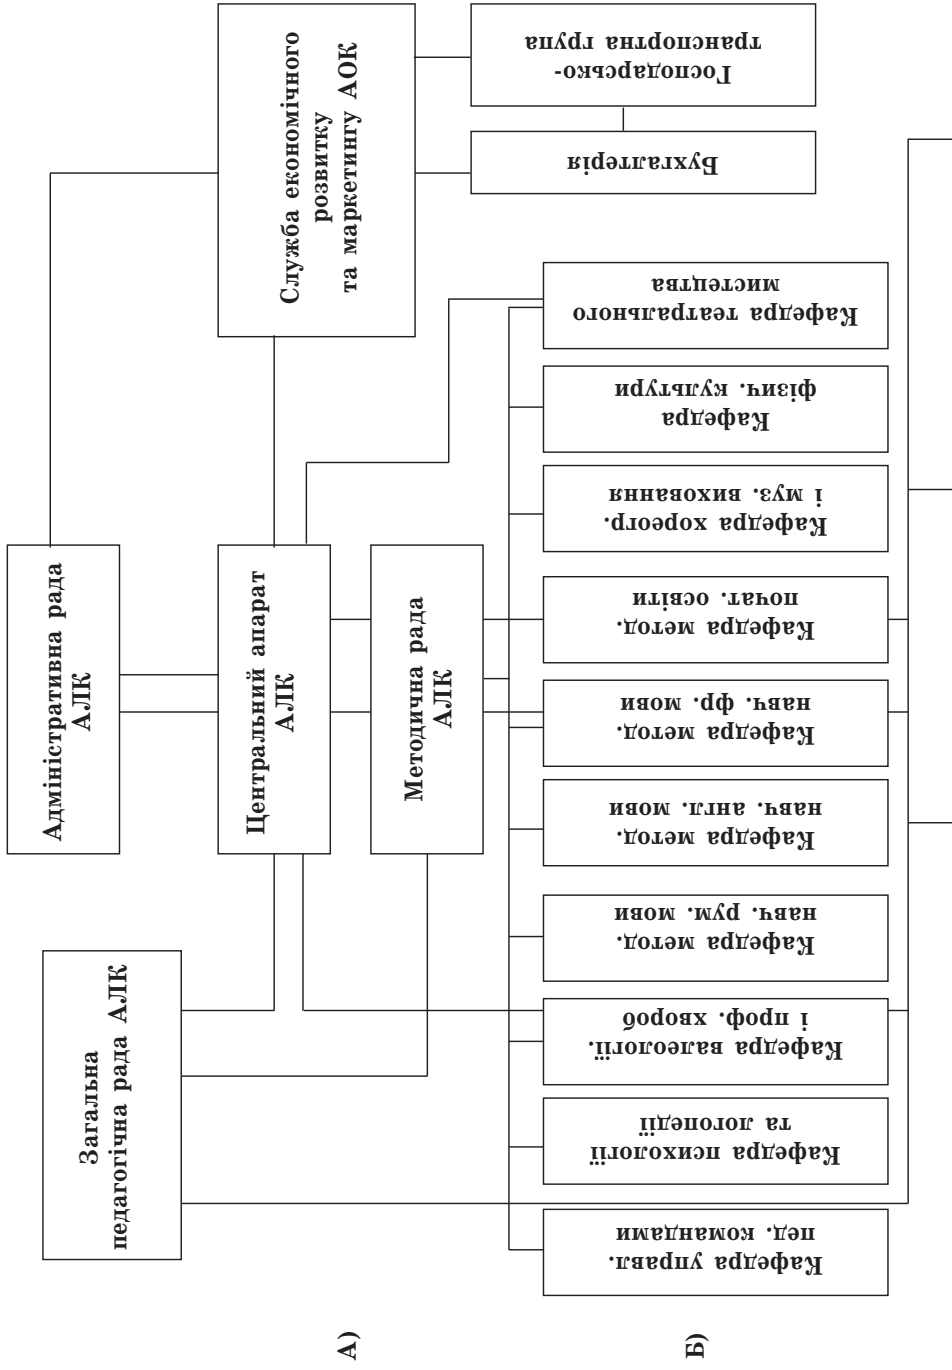 Загальна
педагогічна рада АЛК
Адміністративна рада
АЛК
Служба економічного
розвитку
та маркетингу АОК
А)
Центральний апарат
АЛК
Методична рада
АЛК
Бухгалтерія
Господарсько-
транспортна група
Б)
Кафедра управл.
пед. командами
Кафедра психології
та логопедії
Кафедра валеології.
і проф. хвороб
Кафедра метод.
навч. рум. мови
Кафедра метод.
навч. англ. мови
Кафедра метод.
навч. фр. мови
Кафедра метод.
почат. освіти
Кафедра хореогр.
і муз. виховання
Кафедра
фізич. культури
Кафедра театрального
мистецтва